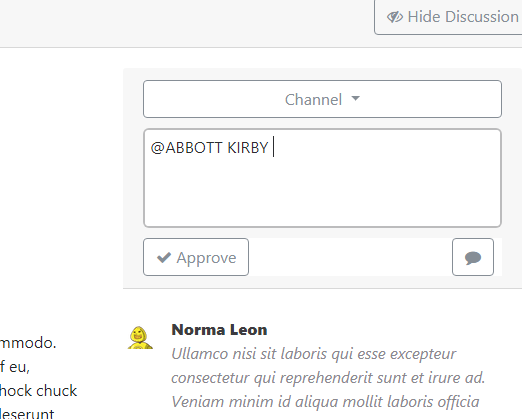 Hide Discussion
Channel
@ABBOTT KIRBY
Approve
Norma Leon
Ullamco nisi sit laboris qui esse excepteur
consectetur qui reprehenderit sunt et irure ad.
Veniam minim id aliqua mollit laboris officia
mmodo.
f eu,
hock chuck
deserunt